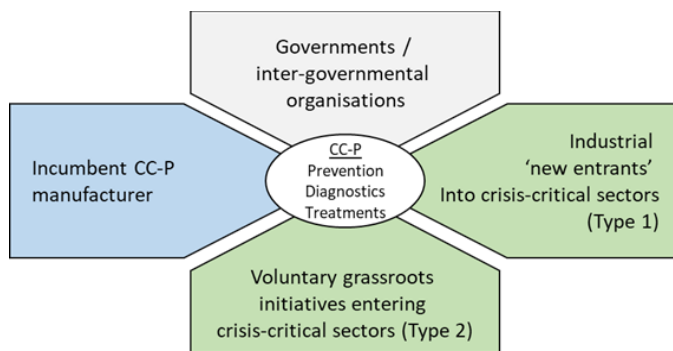 Governments /
inter-governmental
organisations
Incumbent CC-P
manufacturer
CC-P
Prevention
Diagnostics
Treatments
Industrial
‘new entrants’
Into crisis-critical sectors
(Type 1)
Voluntary grassroots
initiatives entering
crisis-critical sectors (Type 2)